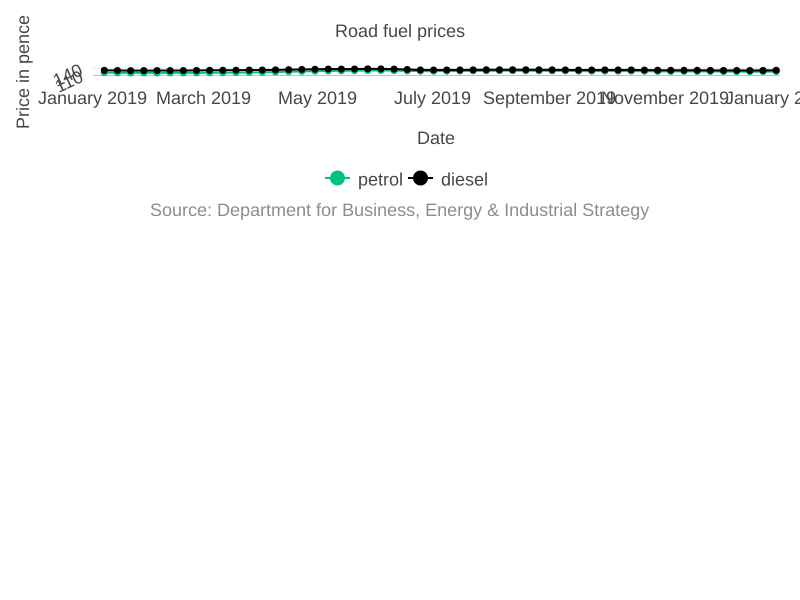 Road fuel prices
Price in pence
140
110
January 2019 March 2019 May 2019 July 2019 September 2019 November 2019 January 2
Date
petrol diesel
Source: Department for Business, Energy & Industrial Strategy